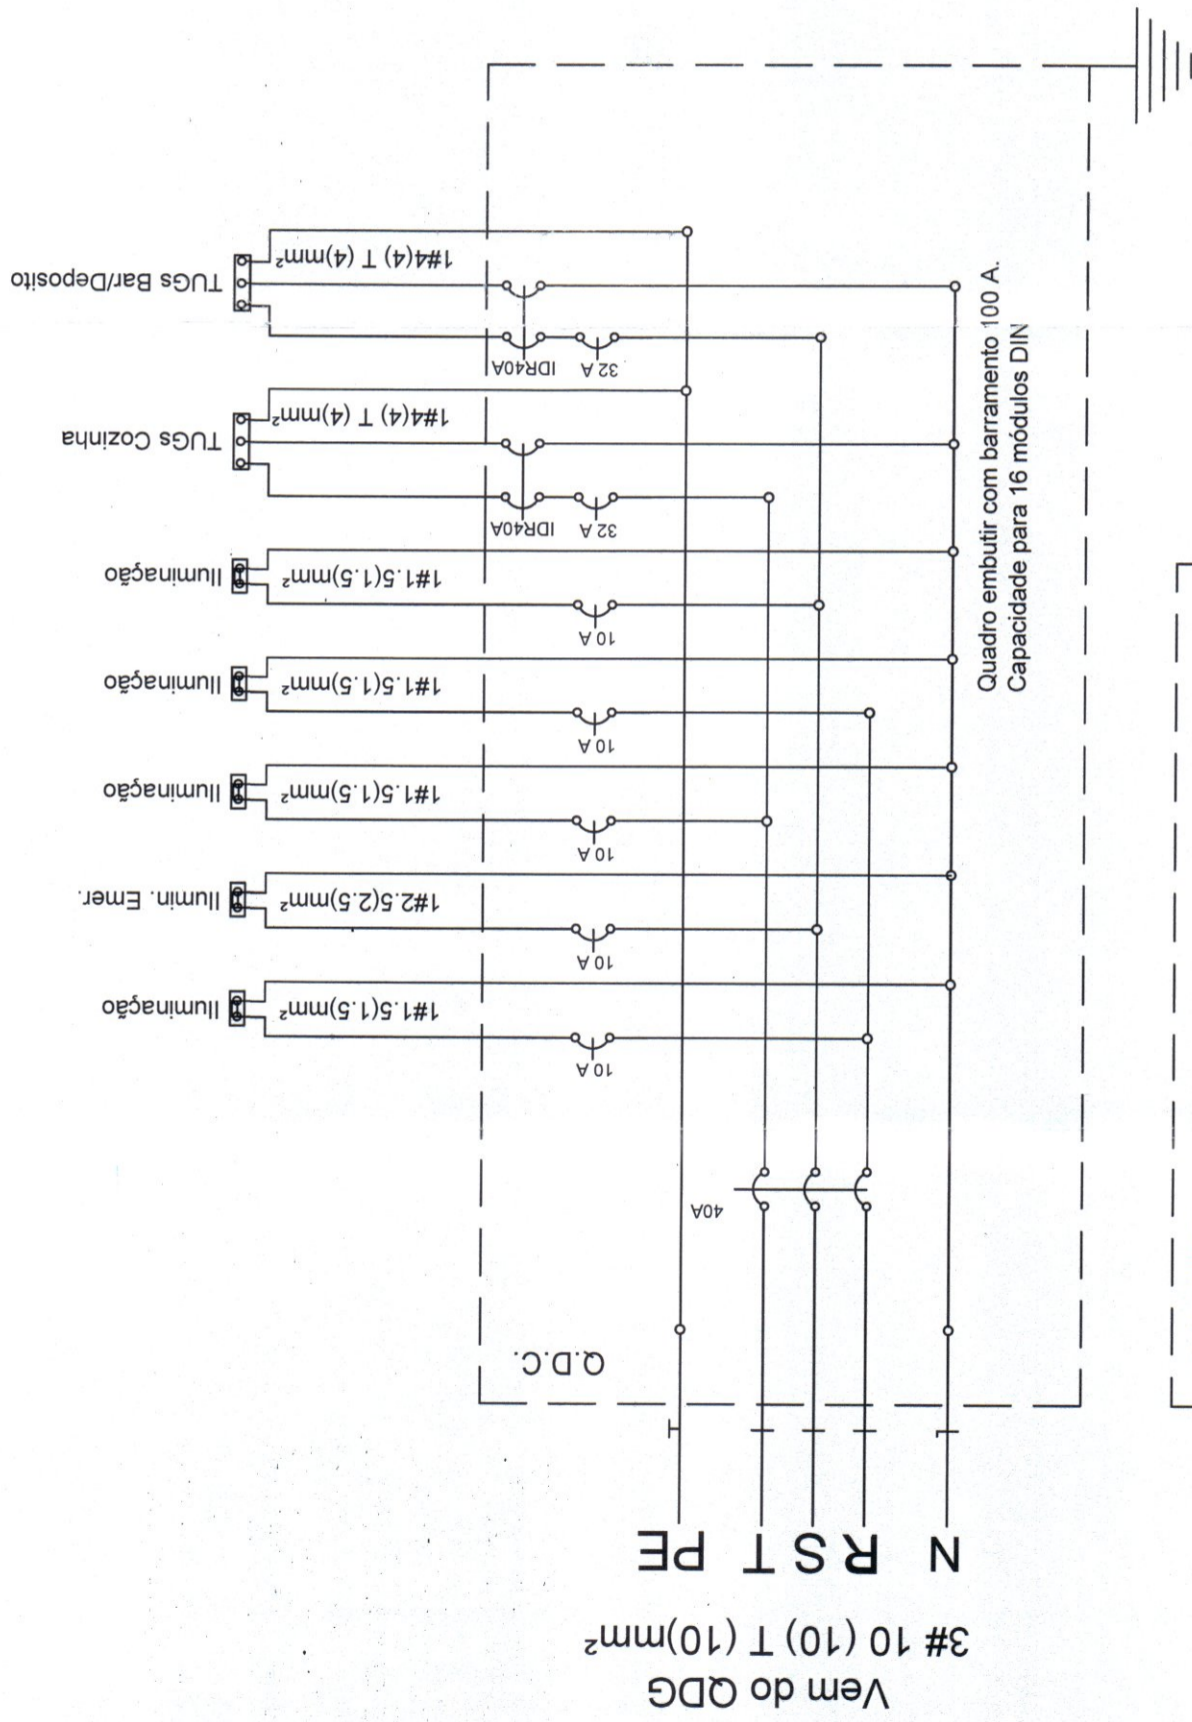 Vem do QDG
3# 10 (10) T (10)mm²
N R S T PE
Q.D.C.
40A
10 A
1#1.5(1.5)mm²
Iluminação
10 A
1#2.5(2.5)mm²
Ilumin. Emer.
10 A
1#1.5(1.5)mm²
Iluminação
10 A
1#1.5(1.5)mm²
Iluminação
10 A
1#1.5(1.5)mm²
Iluminação
32 A IDR40A
1#4(4) T (4)mm²
TUGs Cozinha
32 A IDR40A
1#4(4) T (4)mm²
TUGs Bar/Deposito
Quadro embutir com barramento 100 A.
Capacidade para 16 módulos DIN